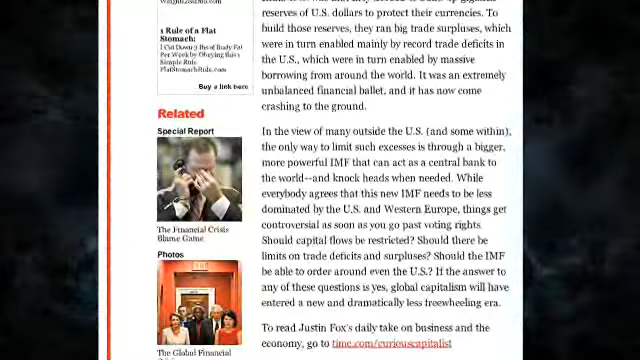 1 Rule of a Flat
Stomach:
I Cut Down 3 lbs of Body Fat
Per Week by Obeying this 1
Simple Rule
FlatStomachRule.com
Buy a link here
Related
Special Report
The Financial Crisis
Blame Game
Photos
The Global Financial
reserves of U.S. dollars to protect their currencies. To
build those reserves, they ran big trade surpluses, which
were in turn enabled mainly by record trade deficits in
the U.S., which were in turn enabled by massive
borrowing from around the world. It was an extremely
unbalanced financial ballet, and it has now come
crashing to the ground.
In the view of many outside the U.S. (and some within),
the only way to limit such excesses is through a bigger,
more powerful IMF that can act as a central bank to
the world--and knock heads when needed. While
everybody agrees that this new IMF needs to be less
dominated by the U.S. and Western Europe, things get
controversial as soon as you go past voting rights.
Should capital flows be restricted? Should there be
limits on trade deficits and surpluses? Should the IMF
be able to order around even the U.S.? If the answer to
any of these questions is yes, global capitalism will have
entered a new and dramatically less freewheeling era.
To read Justin Fox's daily take on business and the
economy, go to time.com/curiouscapitalist